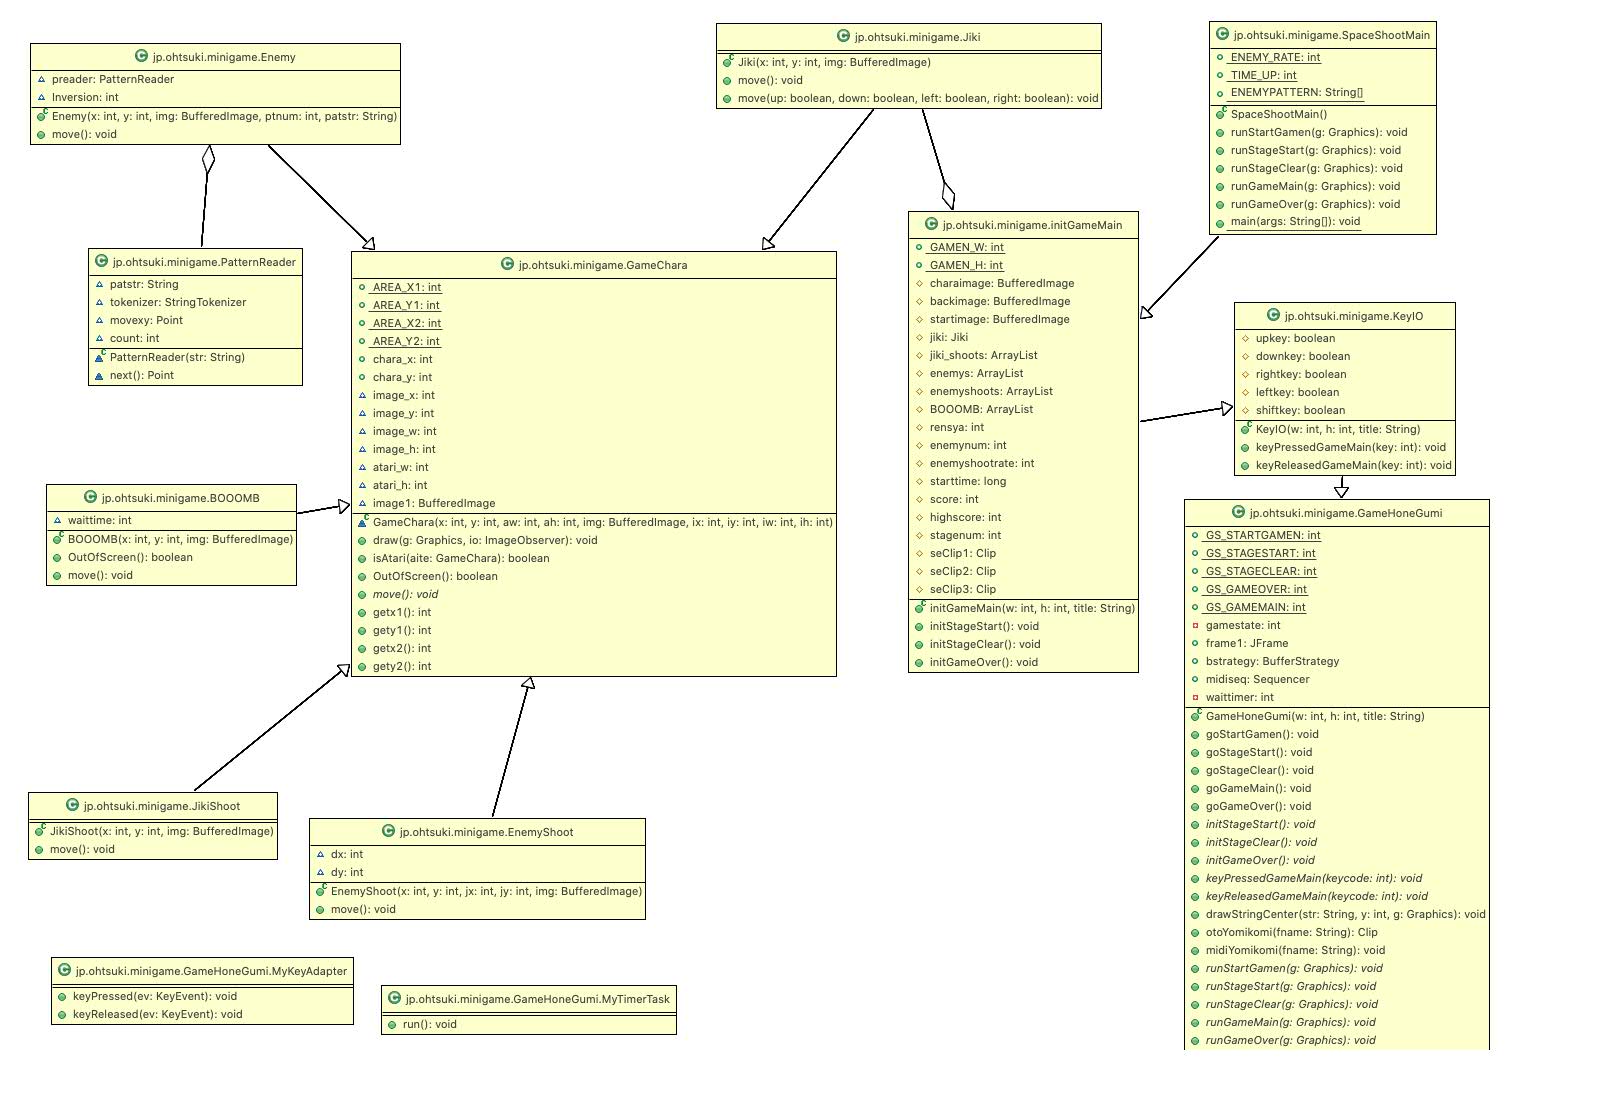 jp.ohtsuki.minigame.Enemy
preader: PatternReader
Inversion: int
Enemy(x: int, y: int, img: BufferedImage, ptnum: int, patstr: String)
move(): void
jp.ohtsuki.minigame.Jiki
Jiki(x: int, y: int, img: BufferedImage)
move(): void
move(up: boolean, down: boolean, left: boolean, right: boolean): void
jp.ohtsuki.minigame.SpaceShootMain
ENEMY_RATE: int
TIME_UP: int
ENEMYPATTERN: String[]
SpaceShootMain()
runStartGamen(g: Graphics): void
runStageStart(g: Graphics): void
runStageClear(g: Graphics): void
runGameMain(g: Graphics): void
runGameOver(g: Graphics): void
main(args: String[]): void
jp.ohtsuki.minigame.PatternReader
patstr: String
tokenizer: StringTokenizer
movexy: Point
count: int
PatternReader(str: String)
next(): Point
jp.ohtsuki.minigame.GameChara
AREA_X1: int
AREA_Y1: int
AREA_X2: int
AREA_Y2: int
chara_x: int
chara_y: int
image_x: int
image_y: int
image_w: int
image_h: int
atari_w: int
atari_h: int
image1: BufferedImage
GameChara(x: int, y: int, aw: int, ah: int, img: BufferedImage, ix: int, iy: int, iw: int, ih: int)
draw(g: Graphics, io: ImageObserver): void
isAtari(aite: GameChara): boolean
OutOfScreen(): boolean
move(): void
getx1(): int
gety1(): int
getx2(): int
gety2(): int
jp.ohtsuki.minigame.initGameMain
GAMEN_W: int
GAMEN_H: int
charaimage: BufferedImage
backimage: BufferedImage
startimage: BufferedImage
jiki: Jiki
jiki_shoots: ArrayList
enemys: ArrayList
enemyshoots: ArrayList
BOOOMB: ArrayList
rensya: int
enemynum: int
enemyshootrate: int
starttime: long
score: int
highscore: int
stagenum: int
seClip1: Clip
seClip2: Clip
seClip3: Clip
initGameMain(w: int, h: int, title: String)
initStageStart(): void
initStageClear(): void
initGameOver(): void
jp.ohtsuki.minigame.KeyIO
upkey: boolean
downkey: boolean
rightkey: boolean
leftkey: boolean
shiftkey: boolean
KeyIO(w: int, h: int, title: String)
keyPressedGameMain(key: int): void
keyReleasedGameMain(key: int): void
jp.ohtsuki.minigame.BOOOMB
waittime: int
BOOOMB(x: int, y: int, img: BufferedImage)
OutOfScreen(): boolean
move(): void
jp.ohtsuki.minigame.GameHoneGumi
GS_STARTGAMEN: int
GS_STAGESTART: int
GS_STAGECLEAR: int
GS_GAMEOVER: int
GS_GAMEMAIN: int
gamestate: int
frame1: JFrame
bstrategy: BufferStrategy
midiseq: Sequencer
waittimer: int
GameHoneGumi(w: int, h: int, title: String)
goStartGamen(): void
goStageStart(): void
goStageClear(): void
goGameMain(): void
goGameOver(): void
initStageStart(): void
initStageClear(): void
initGameOver(): void
keyPressedGameMain(keycode: int): void
keyReleasedGameMain(keycode: int): void
drawStringCenter(str: String, y: int, g: Graphics): void
otoYomikomi(fname: String): Clip
midiYomikomi(fname: String): void
runStartGamen(g: Graphics): void
runStageStart(g: Graphics): void
runStageClear(g: Graphics): void
runGameMain(g: Graphics): void
runGameOver(g: Graphics): void
jp.ohtsuki.minigame.JikiShoot
JikiShoot(x: int, y: int, img: BufferedImage)
move(): void
jp.ohtsuki.minigame.EnemyShoot
dx: int
dy: int
EnemyShoot(x: int, y: int, jx: int, jy: int, img: BufferedImage)
move(): void
jp.ohtsuki.minigame.GameHoneGumi.MyKeyAdapter
keyPressed(ev: KeyEvent): void
keyReleased(ev: KeyEvent): void
jp.ohtsuki.minigame.GameHoneGumi.MyTimerTask
run(): void